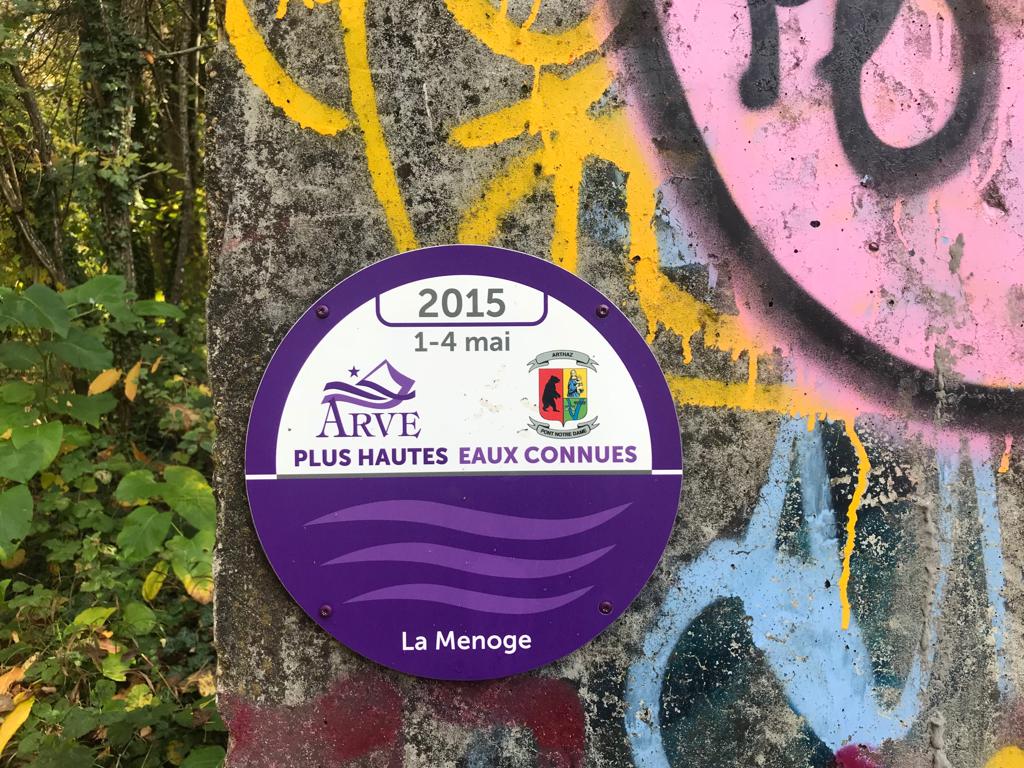 2015
1-4 mai
ARVE
ARTHAZ
PONT NOTRE DAME
PLUS HAUTES EAUX CONNUES
La Menoge